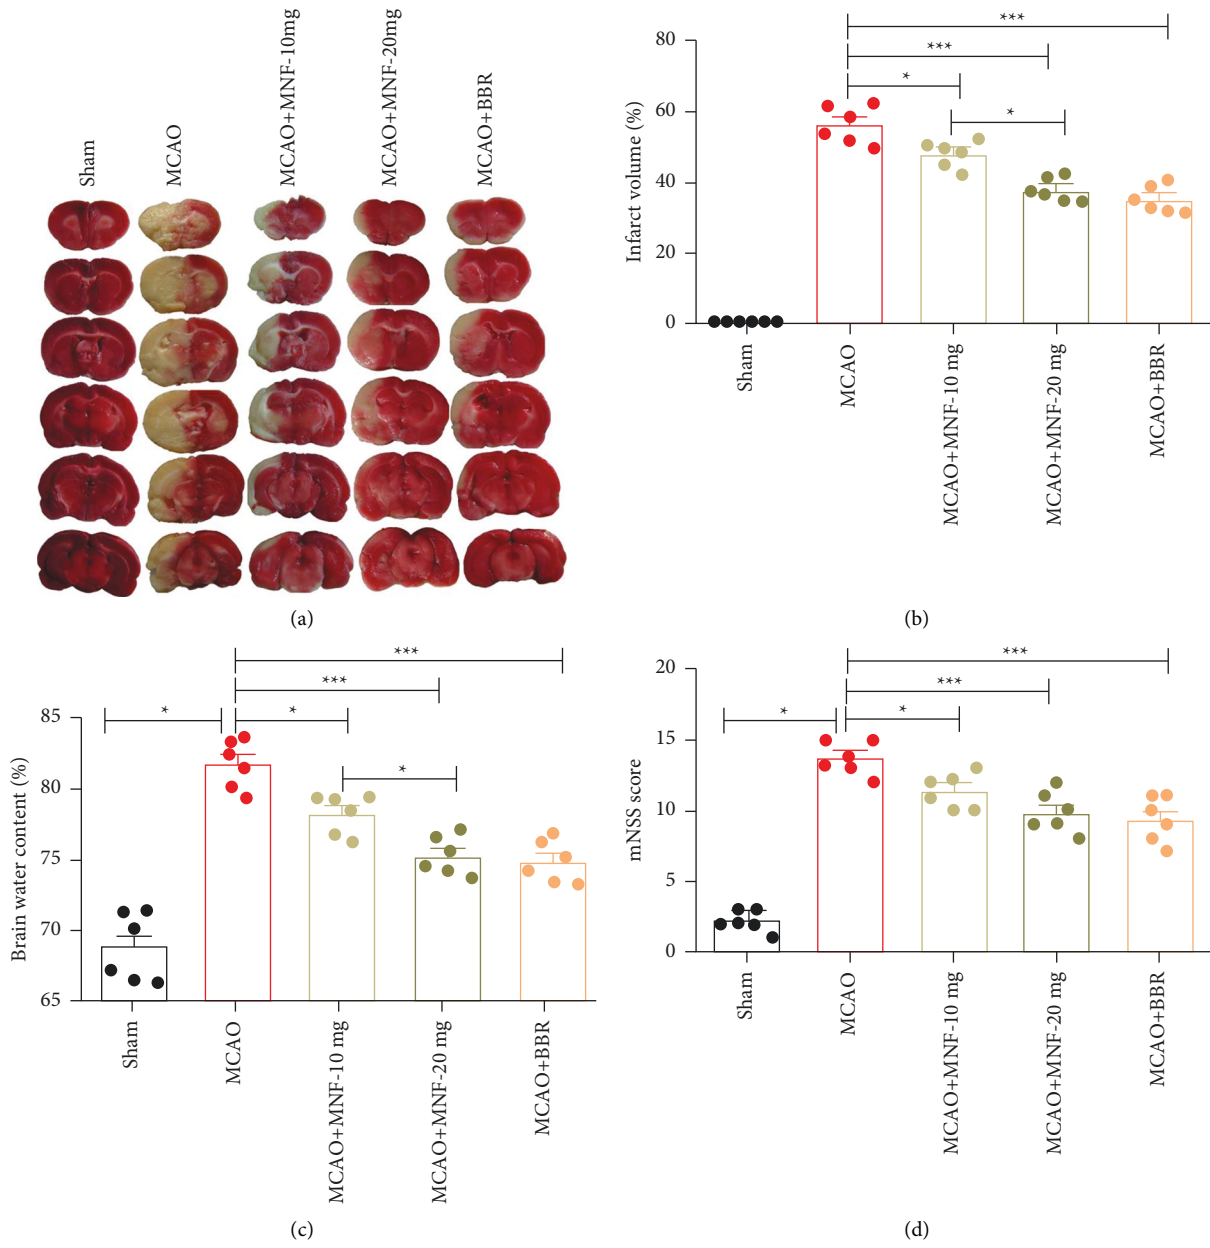 (a)
Sham
MCAO
MCAO+MNF-10mg
MCAO+MNF-20mg
MCAO+BBR
(b)
Infarct volume (%)
80
60
40
20
0
***
***
*
*
Sham
MCAO
MCAO+MNF-10 mg
MCAO+MNF-20 mg
MCAO+BBR
(c)
Brain water content (%)
85
80
75
70
65
***
***
*
*
*
Sham
MCAO
MCAO+MNF-10 mg
MCAO+MNF-20 mg
MCAO+BBR
(d)
mNSS score
20
15
10
5
0
***
***
*
*
Sham
MCAO
MCAO+MNF-10 mg
MCAO+MNF-20 mg
MCAO+BBR